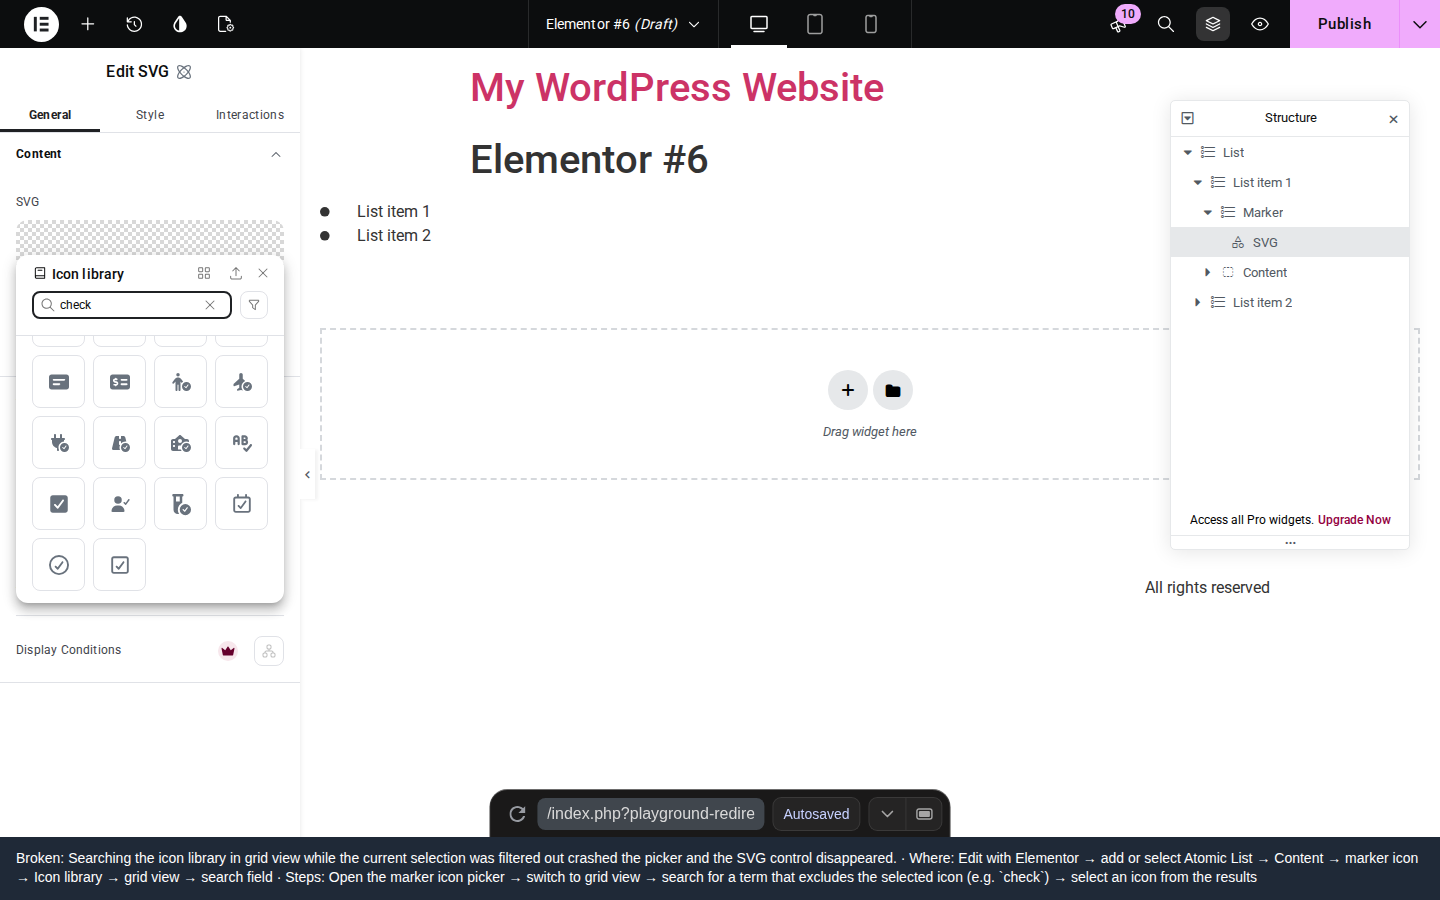 Elementor #6 (Draft)
10
Publish
Edit SVG
General
Style
Interactions
Content
SVG
Icon library
check
Display Conditions
My WordPress Website
Elementor #6
List item 1
List item 2
Drag widget here
Structure
List
List item 1
Marker
SVG
Content
List item 2
Access all Pro widgets. Upgrade Now
All rights reserved
/index.php?playground-redire
Autosaved
Broken: Searching the icon library in grid view while the current selection was filtered out crashed the picker and the SVG control disappeared. · Where: Edit with Elementor → add or select Atomic List → Content → marker icon
→ Icon library → grid view → search field · Steps: Open the marker icon picker → switch to grid view → search for a term that excludes the selected icon (e.g. `check`) → select an icon from the results